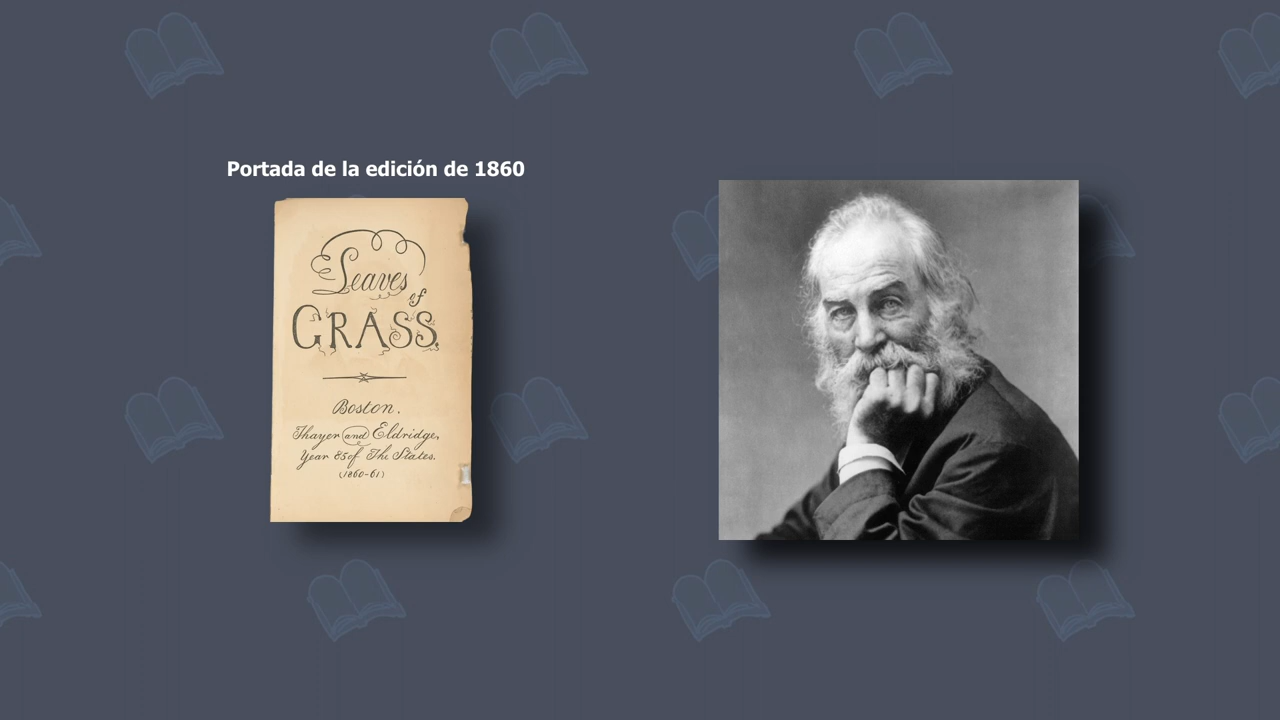 Portada de la edición de 1860
Leaves
of
GRASS.
Boston.
Thayer and Eldridge,
Year 85 of The States.
(1860-61)